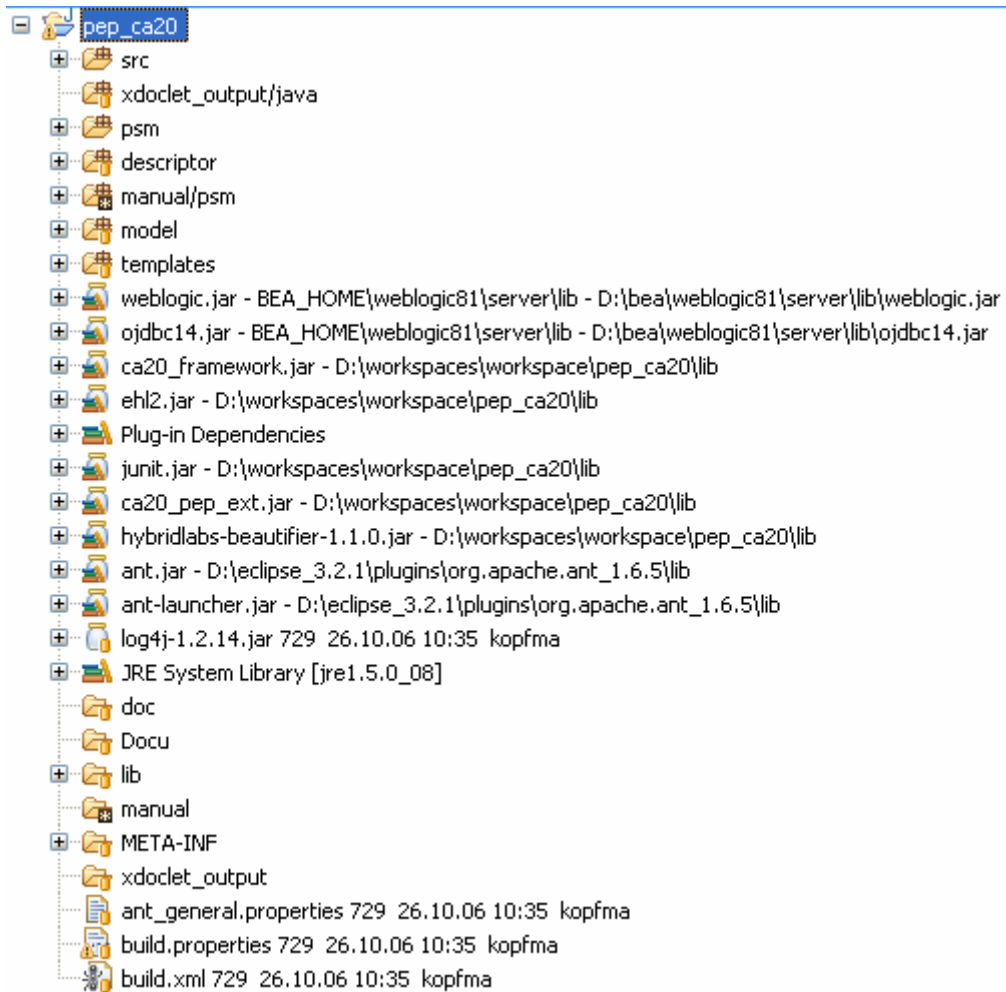 pep_ca20
src
xdoclet_output/java
psm
descriptor
manual/psm
model
templates
weblogic.jar - BEA_HOME\weblogic81\server\lib - D:\bea\weblogic81\server\lib\weblogic.jar
ojdbc14.jar - BEA_HOME\weblogic81\server\lib - D:\bea\weblogic81\server\lib\ojdbc14.jar
ca20_framework.jar - D:\workspaces\workspace\pep_ca20\lib
ehl2.jar - D:\workspaces\workspace\pep_ca20\lib
Plug-in Dependencies
junit.jar - D:\workspaces\workspace\pep_ca20\lib
ca20_pep_ext.jar - D:\workspaces\workspace\pep_ca20\lib
hybridlabs-beautifier-1.1.0.jar - D:\workspaces\workspace\pep_ca20\lib
ant.jar - D:\eclipse_3.2.1\plugins\org.apache.ant_1.6.5\lib
ant-launcher.jar - D:\eclipse_3.2.1\plugins\org.apache.ant_1.6.5\lib
log4j-1.2.14.jar 729 26.10.06 10:35 kopfma
JRE System Library [jre1.5.0_08]
doc
Docu
lib
manual
META-INF
xdoclet_output
ant_general.properties 729 26.10.06 10:35 kopfma
build.properties 729 26.10.06 10:35 kopfma
build.xml 729 26.10.06 10:35 kopfma